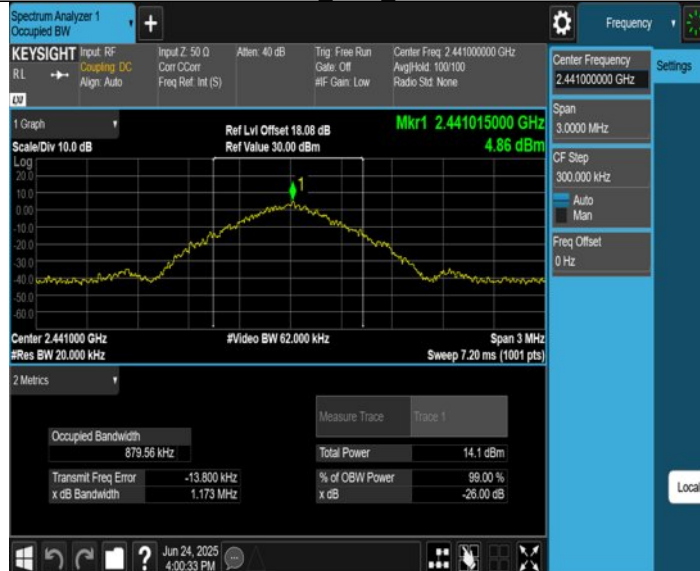 Spectrum Analyzer 1
Occupied BW
Frequency
KEYSIGHT
RL
Input: RF
Coupling: DC
Align: Auto
Input Z: 50 Ω
Corr CCorr
Freq Ref: Int (S)
Atten: 40 dB
Trig: Free Run
Gate: Off
#IF Gain: Low
Center Freq: 2.441000000 GHz
Avg|Hold: 100/100
Radio Std: None
LXI
1 Graph
Scale/Div 10.0 dB
Ref Lvl Offset 18.08 dB
Ref Value 30.00 dBm
Mkr1 2.441015000 GHz
4.86 dBm
Log
20.0
10.0
0.00
-10.0
-20.0
-30.0
-40.0
-50.0
-60.0
1
Center 2.441000 GHz
#Res BW 20.000 kHz
#Video BW 62.000 kHz
Span 3 MHz
Sweep 7.20 ms (1001 pts)
2 Metrics
Measure Trace
Trace 1
Occupied Bandwidth
879.56 kHz
Total Power
14.1 dBm
Transmit Freq Error
-13.800 kHz
% of OBW Power
99.00 %
x dB Bandwidth
1.173 MHz
x dB
-26.00 dB
Center Frequency
2.441000000 GHz
Settings
Span
3.0000 MHz
CF Step
300.000 kHz
Auto
Man
Freq Offset
0 Hz
Local
?
Jun 24, 2025
4:00:33 PM